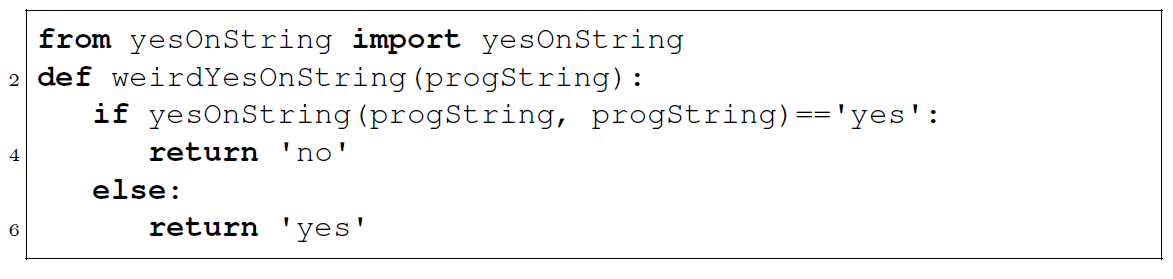 from yesOnString import yesOnString
2 def weirdYesOnString(progString):
if yesOnString(progString, progString)=='yes':
4 return 'no'
else:
6 return 'yes'